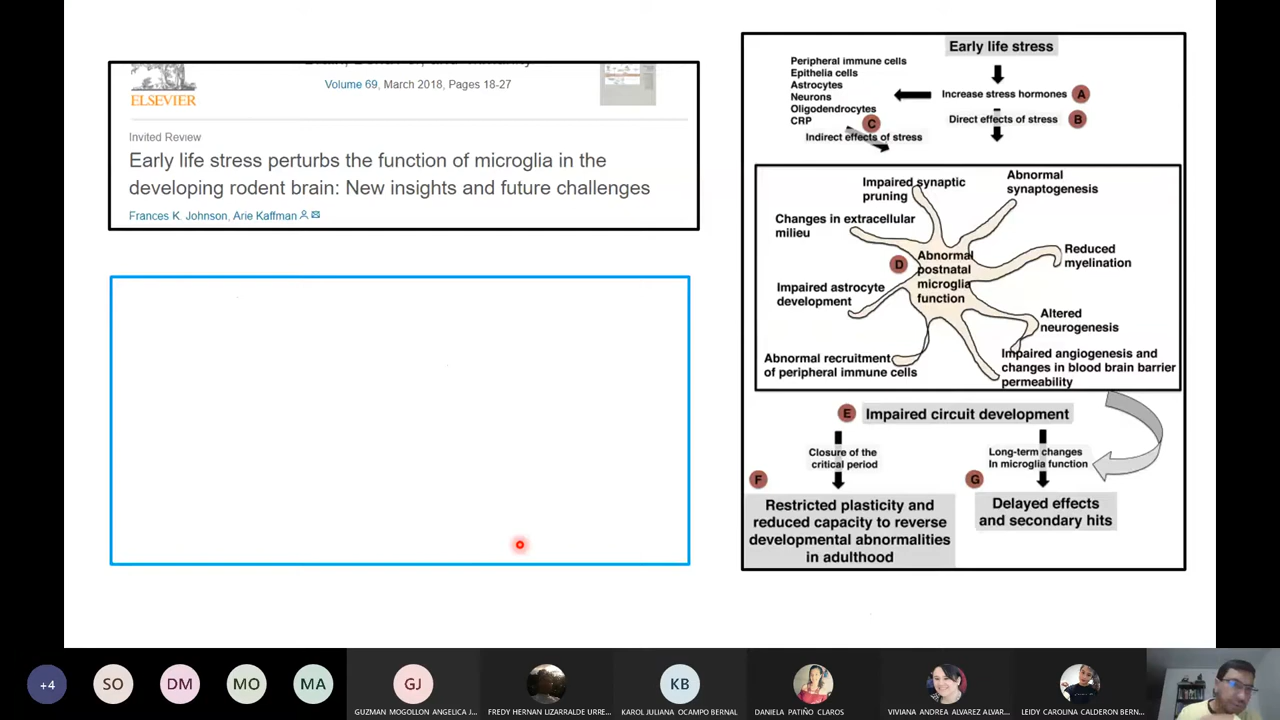 Volume 69, March 2018, Pages 18-27
ELSEVIER
Invited Review
Early life stress perturbs the function of microglia in the
developing rodent brain: New insights and future challenges
Frances K. Johnson, Arie Kaffman
Early life stress
Peripheral immune cells
Epithelia cells
Astrocytes
Neurons
Oligodendrocytes
CRP
Increase stress hormones A
Direct effects of stress B
C
Indirect effects of stress
Impaired synaptic
pruning
Abnormal
synaptogenesis
Changes in extracellular
milieu
Reduced
myelination
D
Abnormal
postnatal
microglia
function
Impaired astrocyte
development
Altered
neurogenesis
Abnormal recruitment
of peripheral immune cells
Impaired angiogenesis and
changes in blood brain barrier
permeability
E Impaired circuit development
Closure of the
critical period
Long-term changes
In microglia function
F
Restricted plasticity and
reduced capacity to reverse
developmental abnormalities
in adulthood
G
Delayed effects
and secondary hits
+4
SO
DM
MO
MA
GJ
GUZMAN MOGOLLON ANGELICA J...
FREDY HERNAN LIZARRALDE URRE...
KB
KAROL JULIANA OCAMPO BERNAL
DANIELA PATIÑO CLAROS
VIVIANA ANDREA ALVAREZ ALVAR...
LEIDY CAROLINA CALDERON BERN...